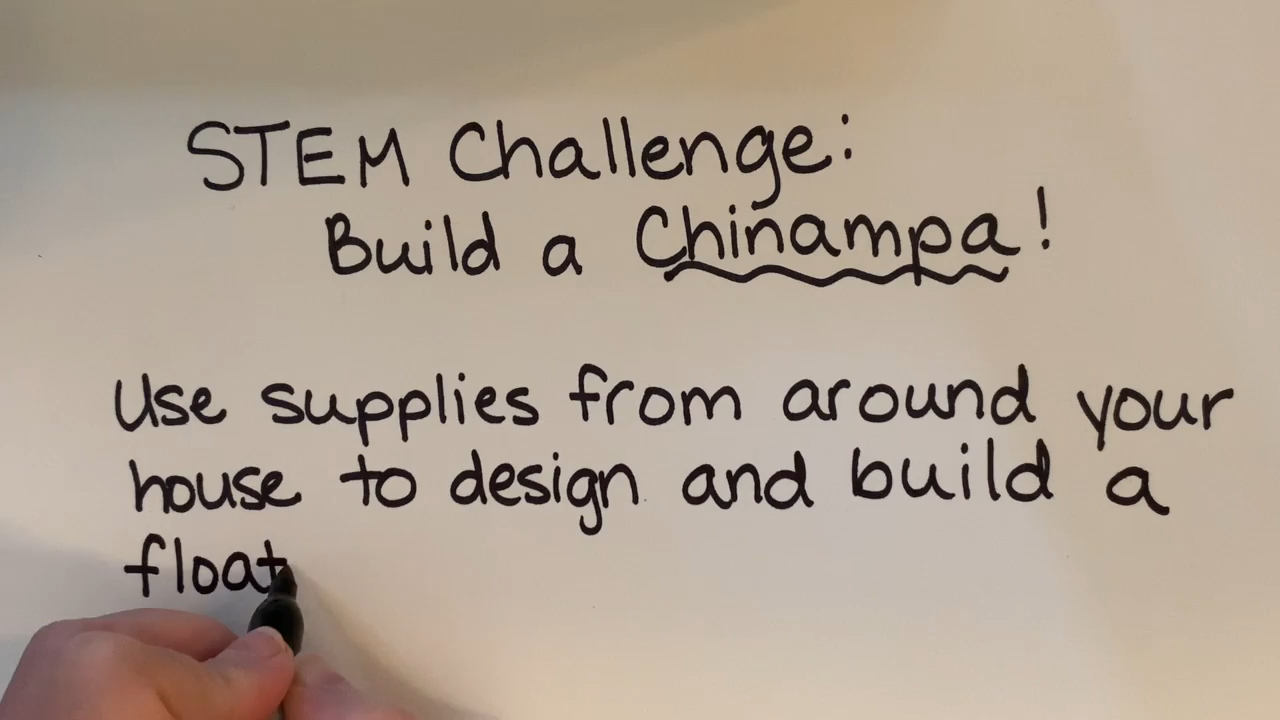 STEM Challenge:
Build a Chinampa!
Use supplies from around your
house to design and build a
float